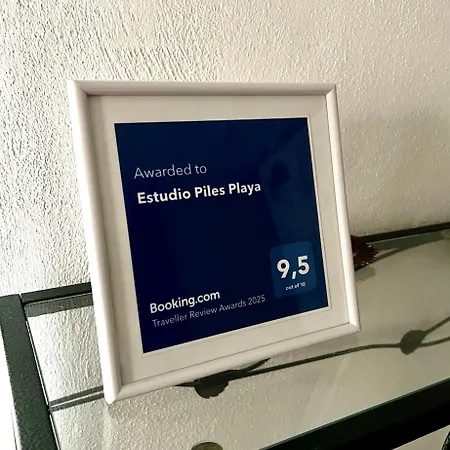 Awarded to
Estudio Piles Playa
9,5
out of 10
Booking.com
Traveller Review Awards 2025